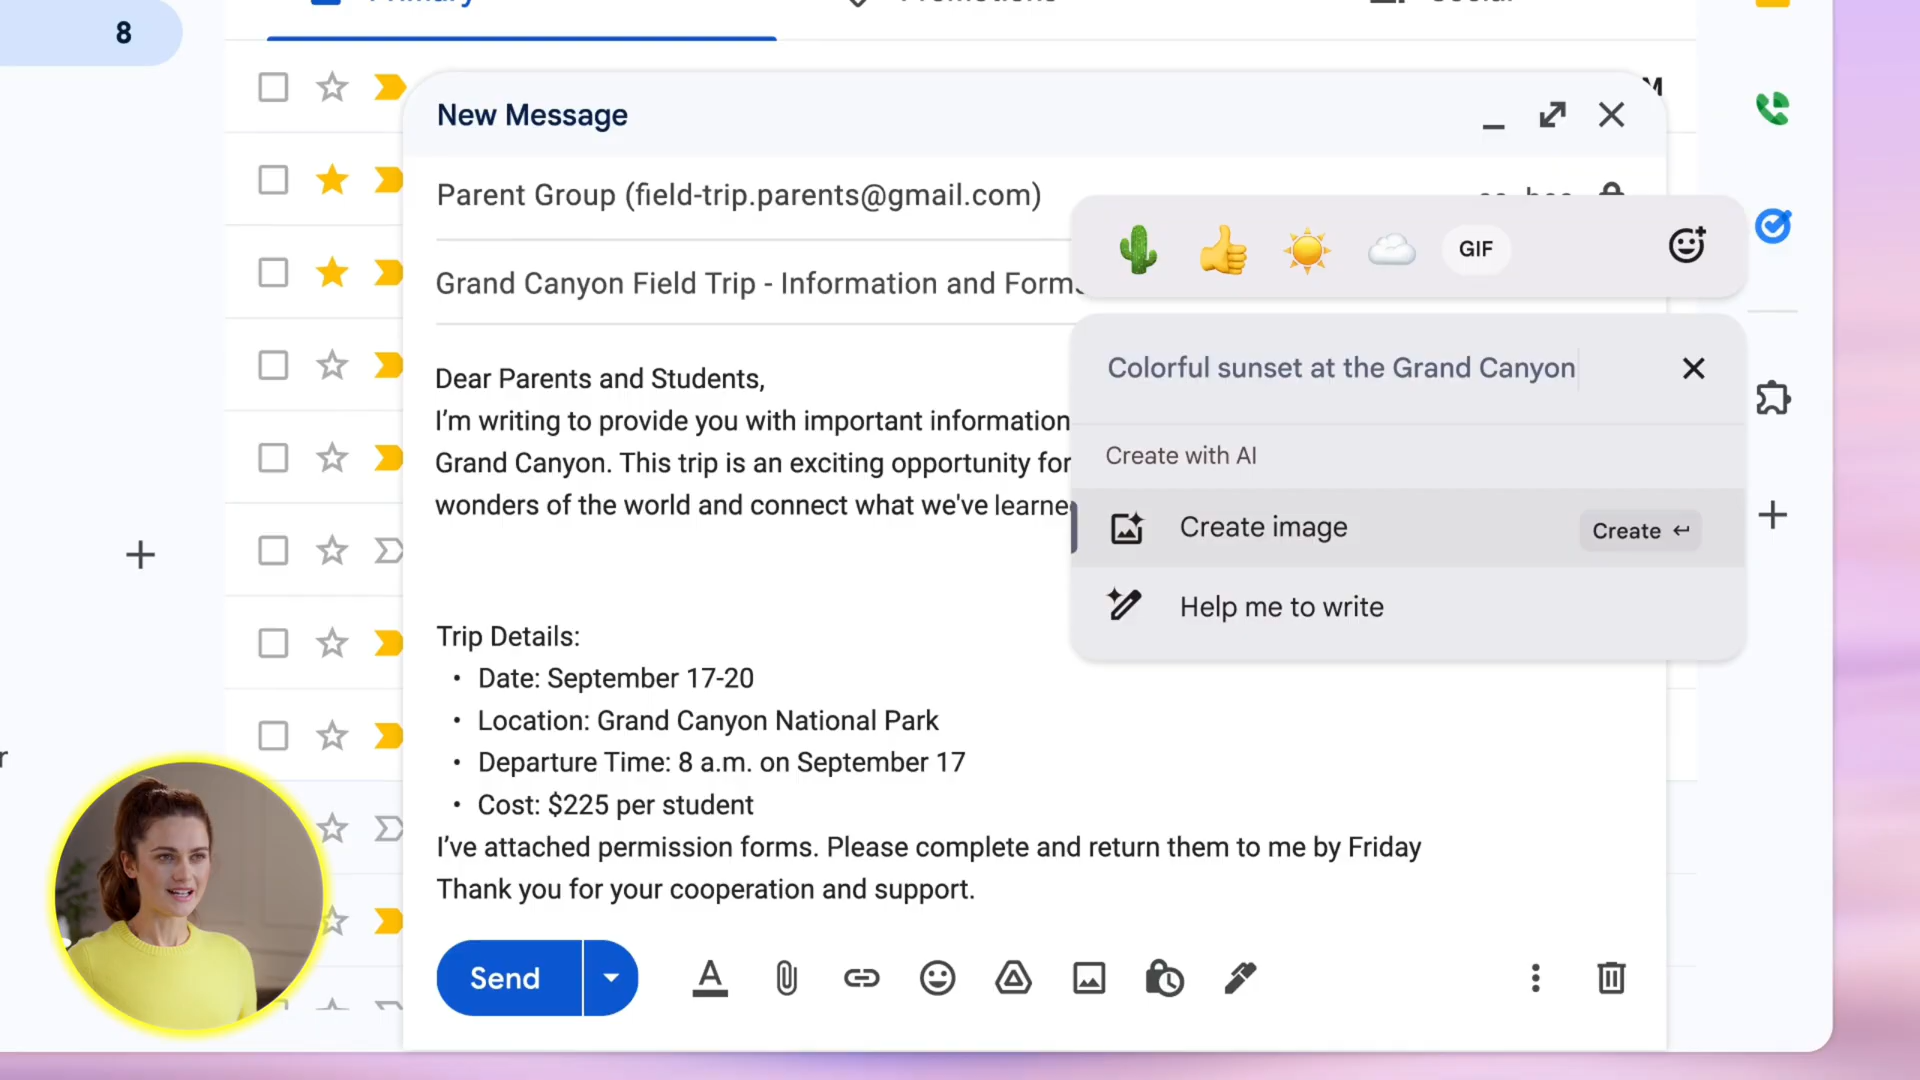 8
New Message
Parent Group (field-trip.parents@gmail.com)
GIF
Grand Canyon Field Trip - Information and Form
Colorful sunset at the Grand Canyon
Dear Parents and Students,
I'm writing to provide you with important information
Grand Canyon. This trip is an exciting opportunity for
wonders of the world and connect what we've learne
Create with AI
Create image
Create
Help me to write
Trip Details:
• Date: September 17-20
• Location: Grand Canyon National Park
• Departure Time: 8 a.m. on September 17
• Cost: $225 per student
I've attached permission forms. Please complete and return them to me by Friday
Thank you for your cooperation and support.
Send